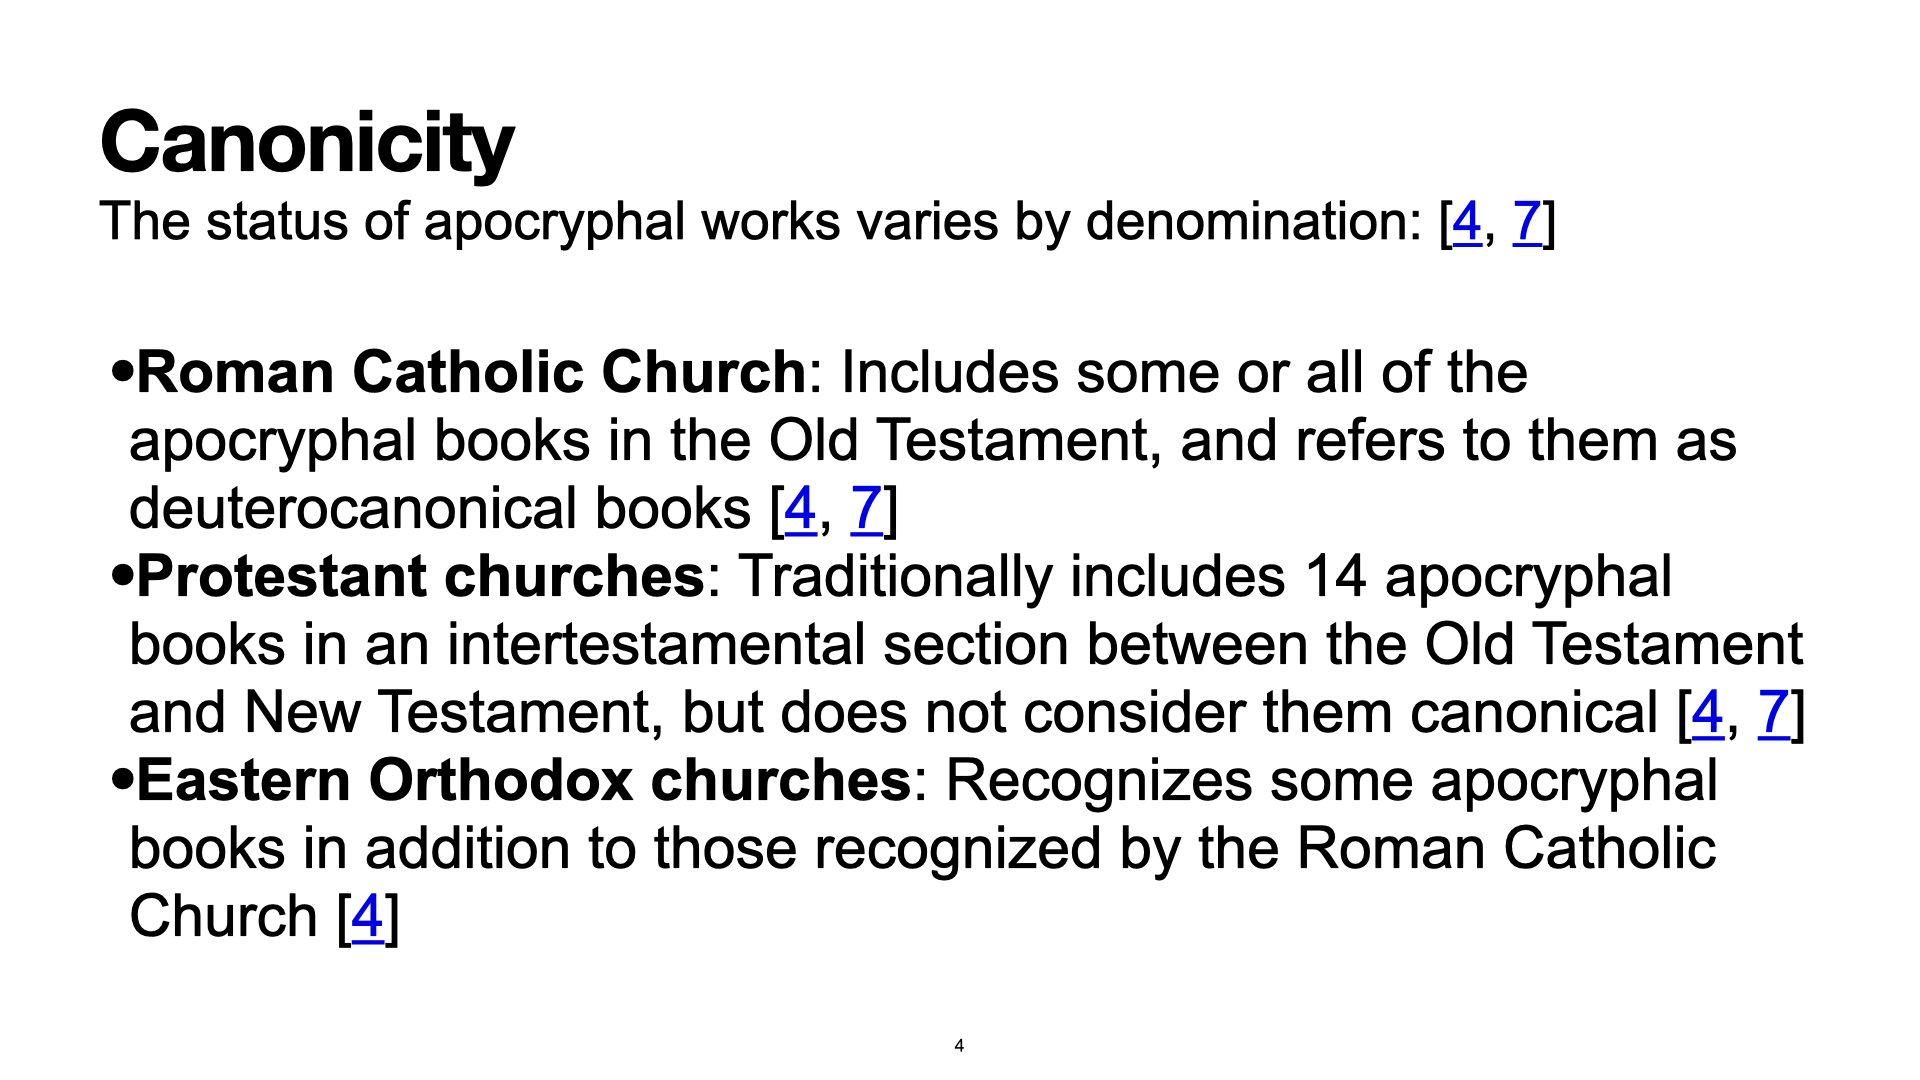 Canonicity
The status of apocryphal works varies by denomination: [4, 7]
•Roman Catholic Church: Includes some or all of the
apocryphal books in the Old Testament, and refers to them as
deuterocanonical books [4, 7]
•Protestant churches: Traditionally includes 14 apocryphal
books in an intertestamental section between the Old Testament
and New Testament, but does not consider them canonical [4, 7]
•Eastern Orthodox churches: Recognizes some apocryphal
books in addition to those recognized by the Roman Catholic
Church [4]
4